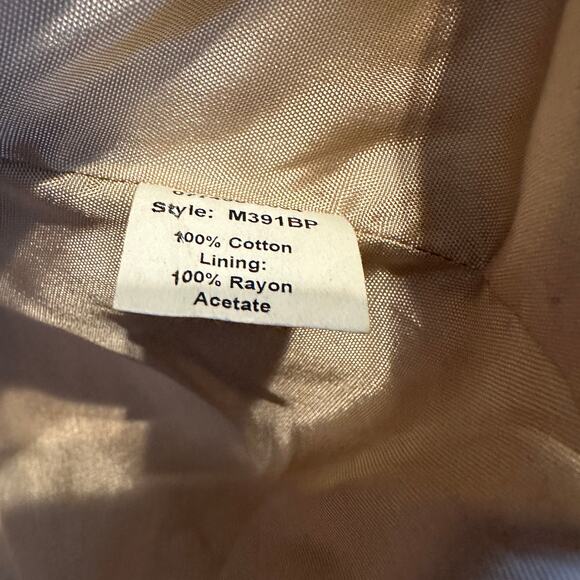 Style: M391BP
100% Cotton
Lining:
100% Rayon
Acetate